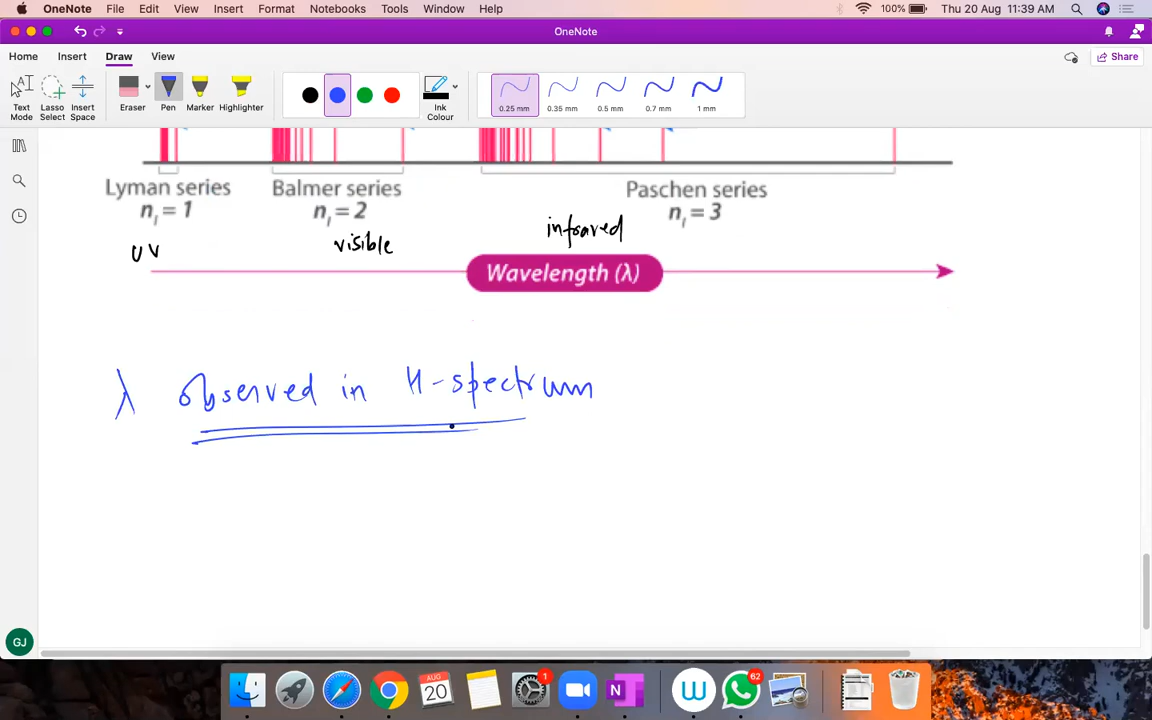 OneNote File Edit View Insert Format Notebooks Tools Window Help 100% Thu 20 Aug 11:39 AM
OneNote
Home Insert Draw View Share
Text Mode Lasso Select Insert Space Eraser Pen Marker Highlighter Ink Colour 0.25 mm 0.35 mm 0.5 mm 0.7 mm 1 mm
Lyman series Balmer series Paschen series
n₁ = 1 n₁ = 2 n₁ = 3
UV visible infrared
Wavelength (λ)
λ observed in H-spectrum
GJ
AUG 20 1 N W 62